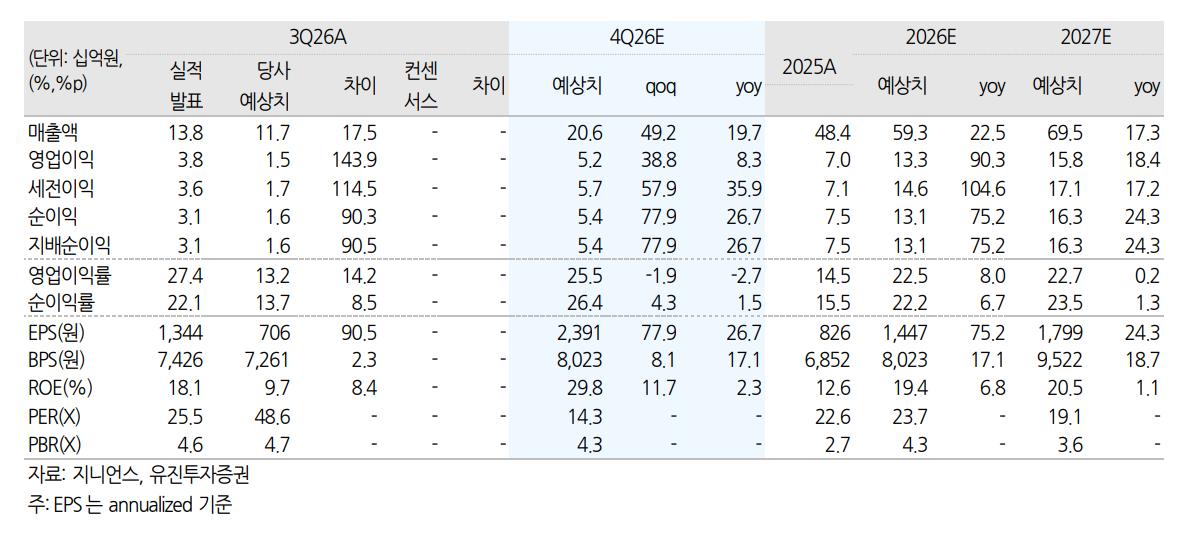 (단위: 십억원, (%,%p) 3Q26A 4Q26E 2025A 2026E 2027E
실적 발표 당사 예상치 차이 컨센 서스 차이 예상치 qoq yoy 예상치 yoy 예상치 yoy
매출액 13.8 11.7 17.5 - - 20.6 49.2 19.7 48.4 59.3 22.5 69.5 17.3
영업이익 3.8 1.5 143.9 - - 5.2 38.8 8.3 7.0 13.3 90.3 15.8 18.4
세전이익 3.6 1.7 114.5 - - 5.7 57.9 35.9 7.1 14.6 104.6 17.1 17.2
순이익 3.1 1.6 90.3 - - 5.4 77.9 26.7 7.5 13.1 75.2 16.3 24.3
지배순이익 3.1 1.6 90.5 - - 5.4 77.9 26.7 7.5 13.1 75.2 16.3 24.3
영업이익률 27.4 13.2 14.2 - - 25.5 -1.9 -2.7 14.5 22.5 8.0 22.7 0.2
순이익률 22.1 13.7 8.5 - - 26.4 4.3 1.5 15.5 22.2 6.7 23.5 1.3
EPS(원) 1,344 706 90.5 - - 2,391 77.9 26.7 826 1,447 75.2 1,799 24.3
BPS(원) 7,426 7,261 2.3 - - 8,023 8.1 17.1 6,852 8,023 17.1 9,522 18.7
ROE(%) 18.1 9.7 8.4 - - 29.8 11.7 2.3 12.6 19.4 6.8 20.5 1.1
PER(X) 25.5 48.6 - - - 14.3 - - 22.6 23.7 - 19.1 -
PBR(X) 4.6 4.7 - - - 4.3 - - 2.7 4.3 - 3.6 -
자료: 지니언스, 유진투자증권
주: EPS는 annualized 기준